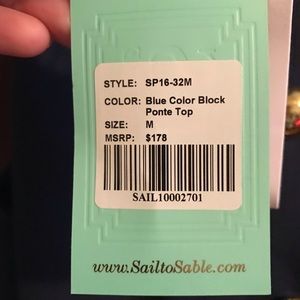 STYLE: SP16-32M
COLOR: Blue Color Block
Ponte Top
SIZE: M
MSRP: $178
SAIL10002701
www.SailtoSable.com